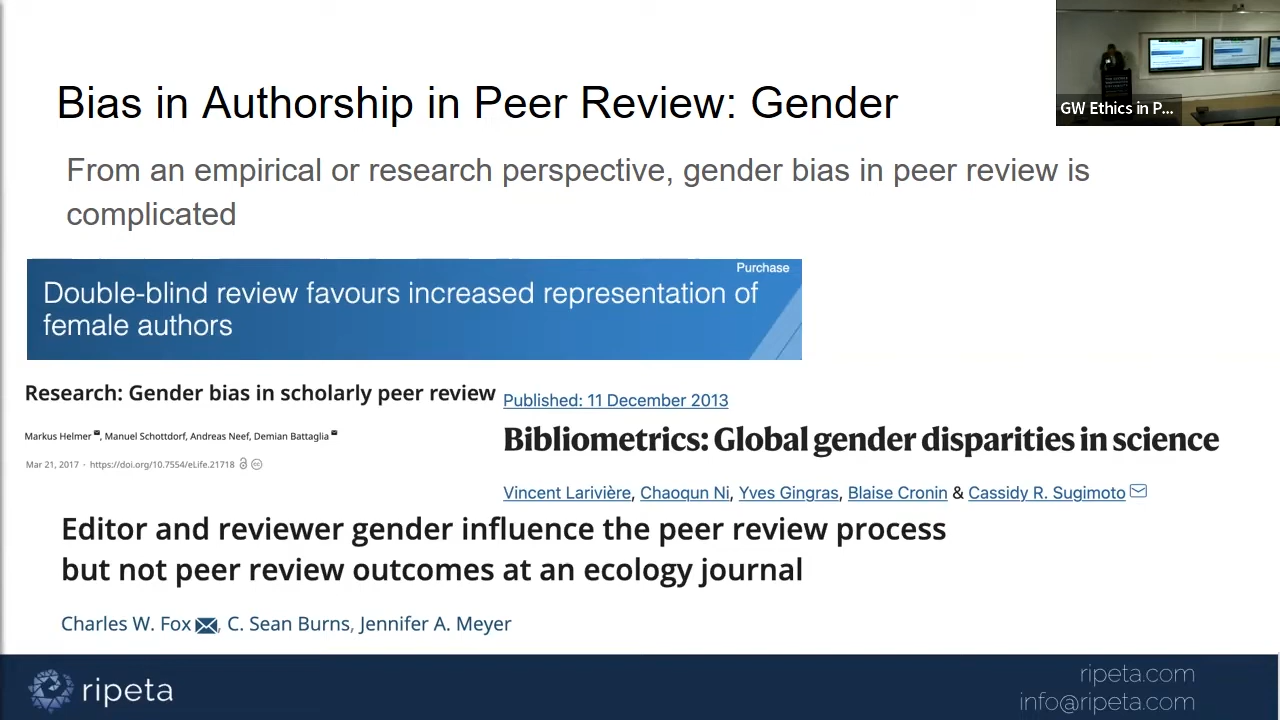 Bias in Authorship in Peer Review: Gender
GW Ethics in P...
From an empirical or research perspective, gender bias in peer review is
complicated
Purchase
Double-blind review favours increased representation of
female authors
Research: Gender bias in scholarly peer review
Markus Helmer, Manuel Schottdorf, Andreas Neef, Demian Battaglia
Mar 21, 2017 · https://doi.org/10.7554/eLife.21718
Published: 11 December 2013
Bibliometrics: Global gender disparities in science
Vincent Larivière, Chaoqun Ni, Yves Gingras, Blaise Cronin & Cassidy R. Sugimoto
Editor and reviewer gender influence the peer review process
but not peer review outcomes at an ecology journal
Charles W. Fox, C. Sean Burns, Jennifer A. Meyer
ripeta
ripeta.com
info@ripeta.com